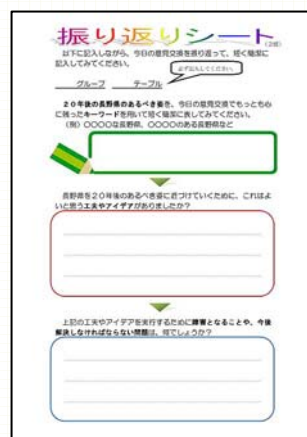 振り返りシート
以下に記入しながら、今日の意見交換を振り返って、短く簡潔に
記入してみてください。
必ず記入してください。
グループ テーブル
２０年後の長野県のあるべき姿を、今日の意見交換でもっとも心
に残ったキーワードを用いて短く簡潔に表してみてください。
（例）〇〇〇〇な長野県、〇〇〇〇のある長野県など
長野県を２０年後のあるべき姿に近づけていくために、これはよ
いと思う工夫やアイデアがありましたか？
上記の工夫やアイデアを実行するために障害となることや、今後
解決しなければならない問題は、何でしょうか？